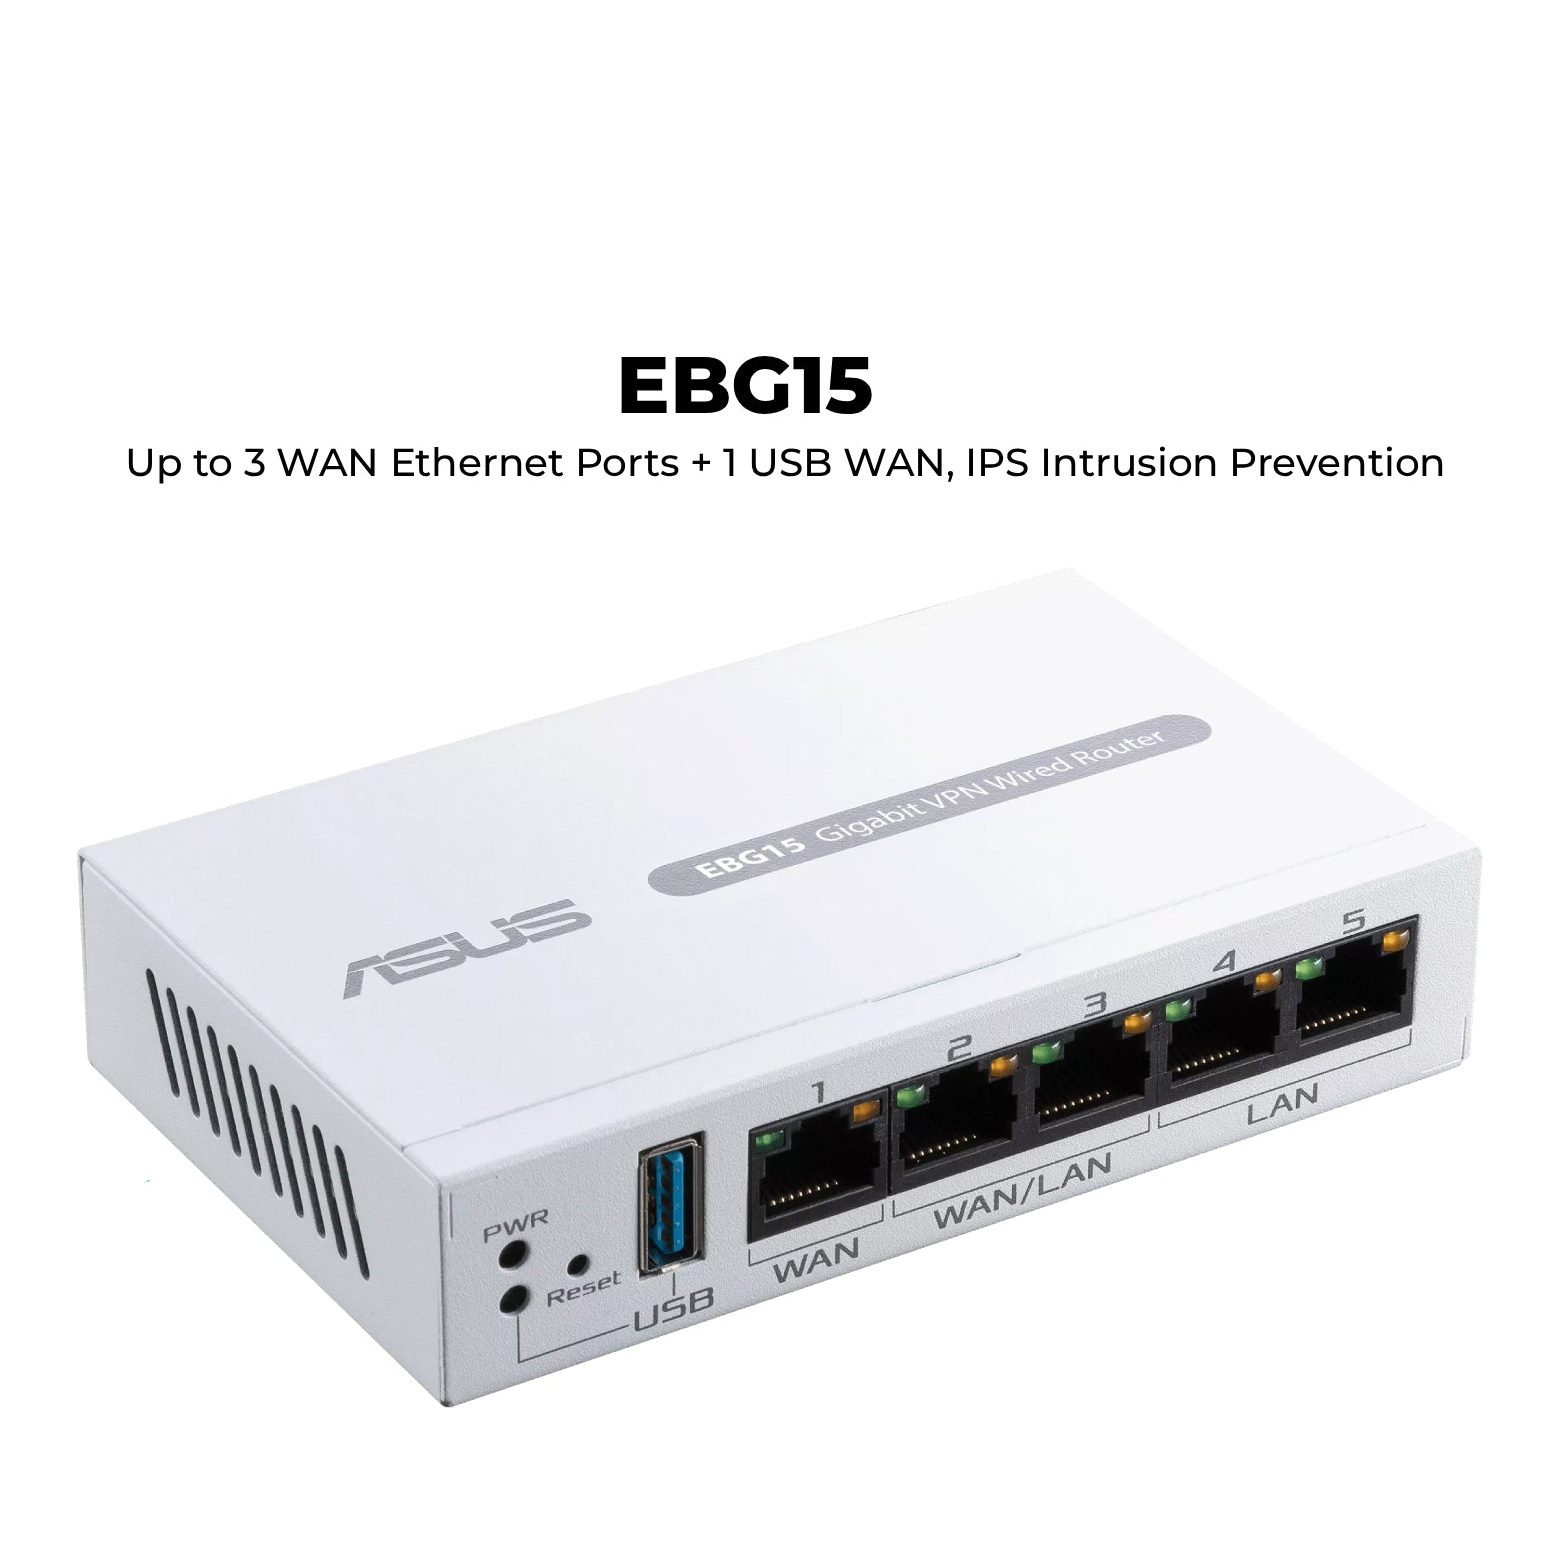 EBG15
Up to 3 WAN Ethernet Ports + 1 USB WAN, IPS Intrusion Prevention
EBG15 Gigabit VPN Wired Router
ASUS
1 2 3 4 5
PWR
Reset
USB
WAN
WAN/LAN
LAN